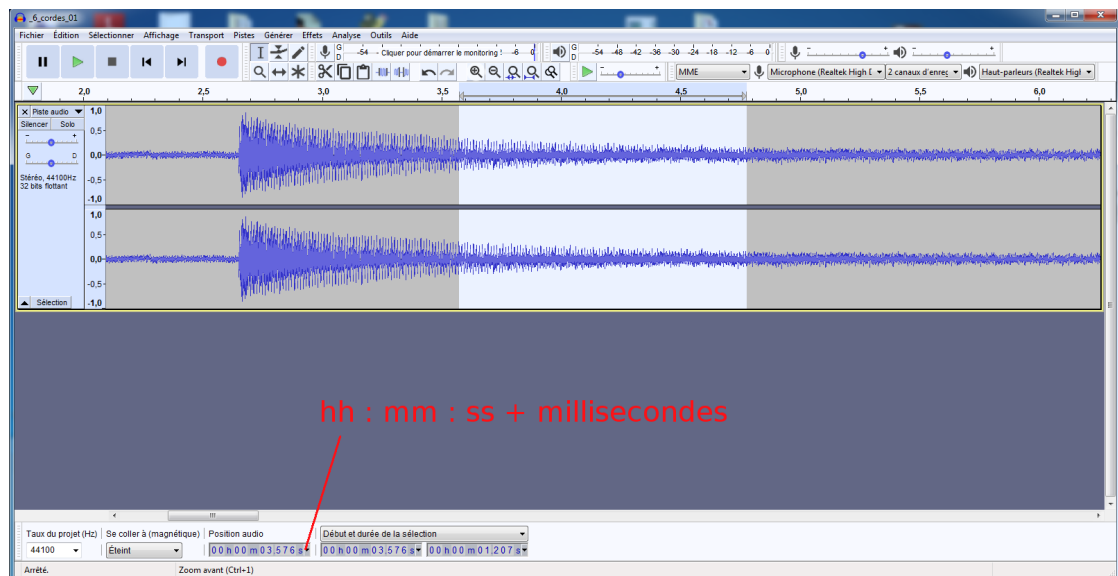 _6_cordes_01
Fichier Édition Sélectionner Affichage Transport Pistes Générer Effets Analyse Outils Aide
G D -54 - Cliquer pour démarrer le monitoring ! -6 0 G D -54 -48 -42 -36 -30 -24 -18 -12 -6 0
MME Microphone (Realtek High D 2 canaux d'enreg Haut-parleurs (Realtek High
2,0 2,5 3,0 3,5 4,0 4,5 5,0 5,5 6,0
X Piste audio 1,0
Silencer Solo 0,5
- +
G D 0,0
Stéréo, 44100Hz -0,5
32 bits flottant
-1,0
1,0
0,5
0,0
-0,5
Sélection -1,0
hh : mm : ss + millisecondes
Taux du projet (Hz) Se coller à (magnétique) Position audio Début et durée de la sélection
44100 Éteint 00 h 00 m 03,576 s 00 h 00 m 03,576 s 00 h 00 m 01,207 s
Arrêté. Zoom avant (Ctrl+1)